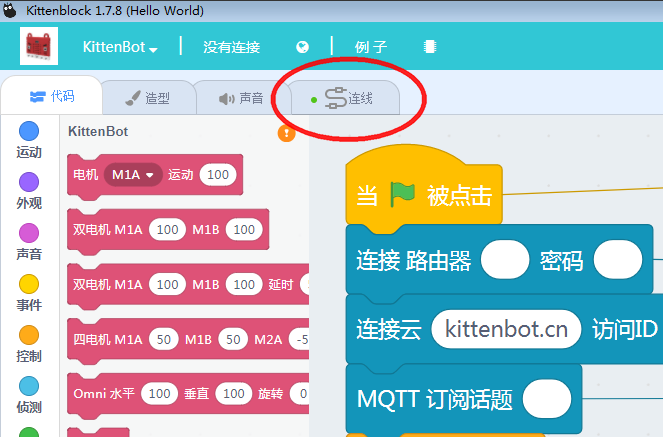 Kittenblock 1.7.8 (Hello World)
KittenBot 没有连接 例子
代码 造型 声音 连线
运动
外观
声音
事件
控制
侦测
KittenBot
电机 M1A 运动 100
双电机 M1A 100 M1B 100
双电机 M1A 100 M1B 100 延时
四电机 M1A 50 M1B 50 M2A -5
Omni 水平 100 垂直 100 旋转 0
当 被点击
连接 路由器 密码
连接云 kittenbot.cn 访问ID
MQTT 订阅话题